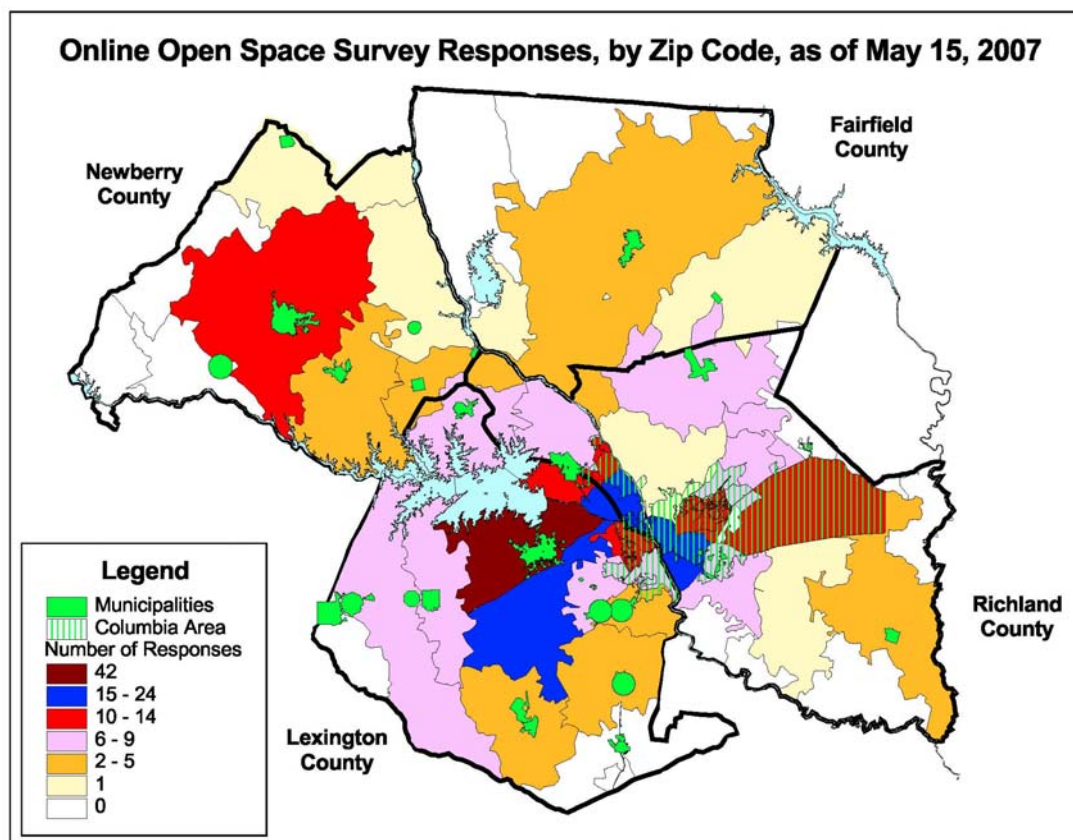 Online Open Space Survey Responses, by Zip Code, as of May 15, 2007
Fairfield
County
Newberry
County
Richland
County
Lexington
County
Legend
Municipalities
Columbia Area
Number of Responses
42
15 - 24
10 - 14
6 - 9
2 - 5
1
0